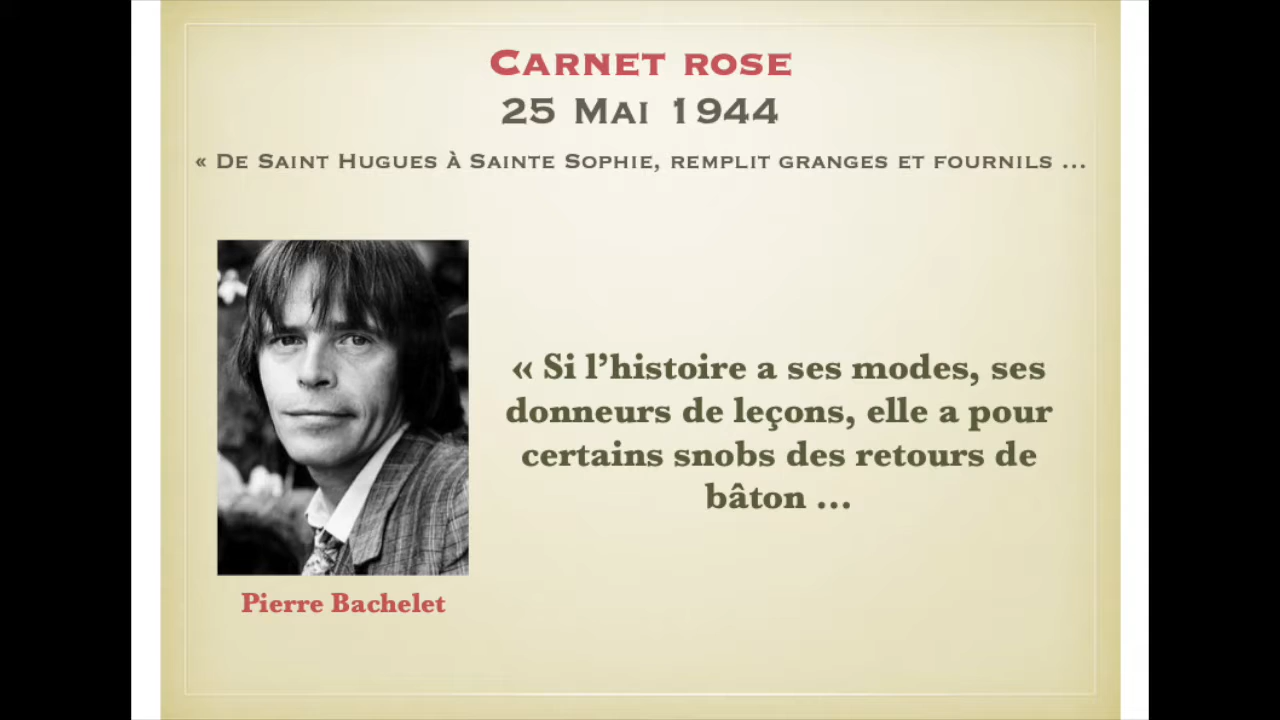 Carnet rose
25 Mai 1944
« De Saint Hugues à Sainte Sophie, remplit granges et fournils ...
« Si l’histoire a ses modes, ses
donneurs de leçons, elle a pour
certains snobs des retours de
bâton ...
Pierre Bachelet